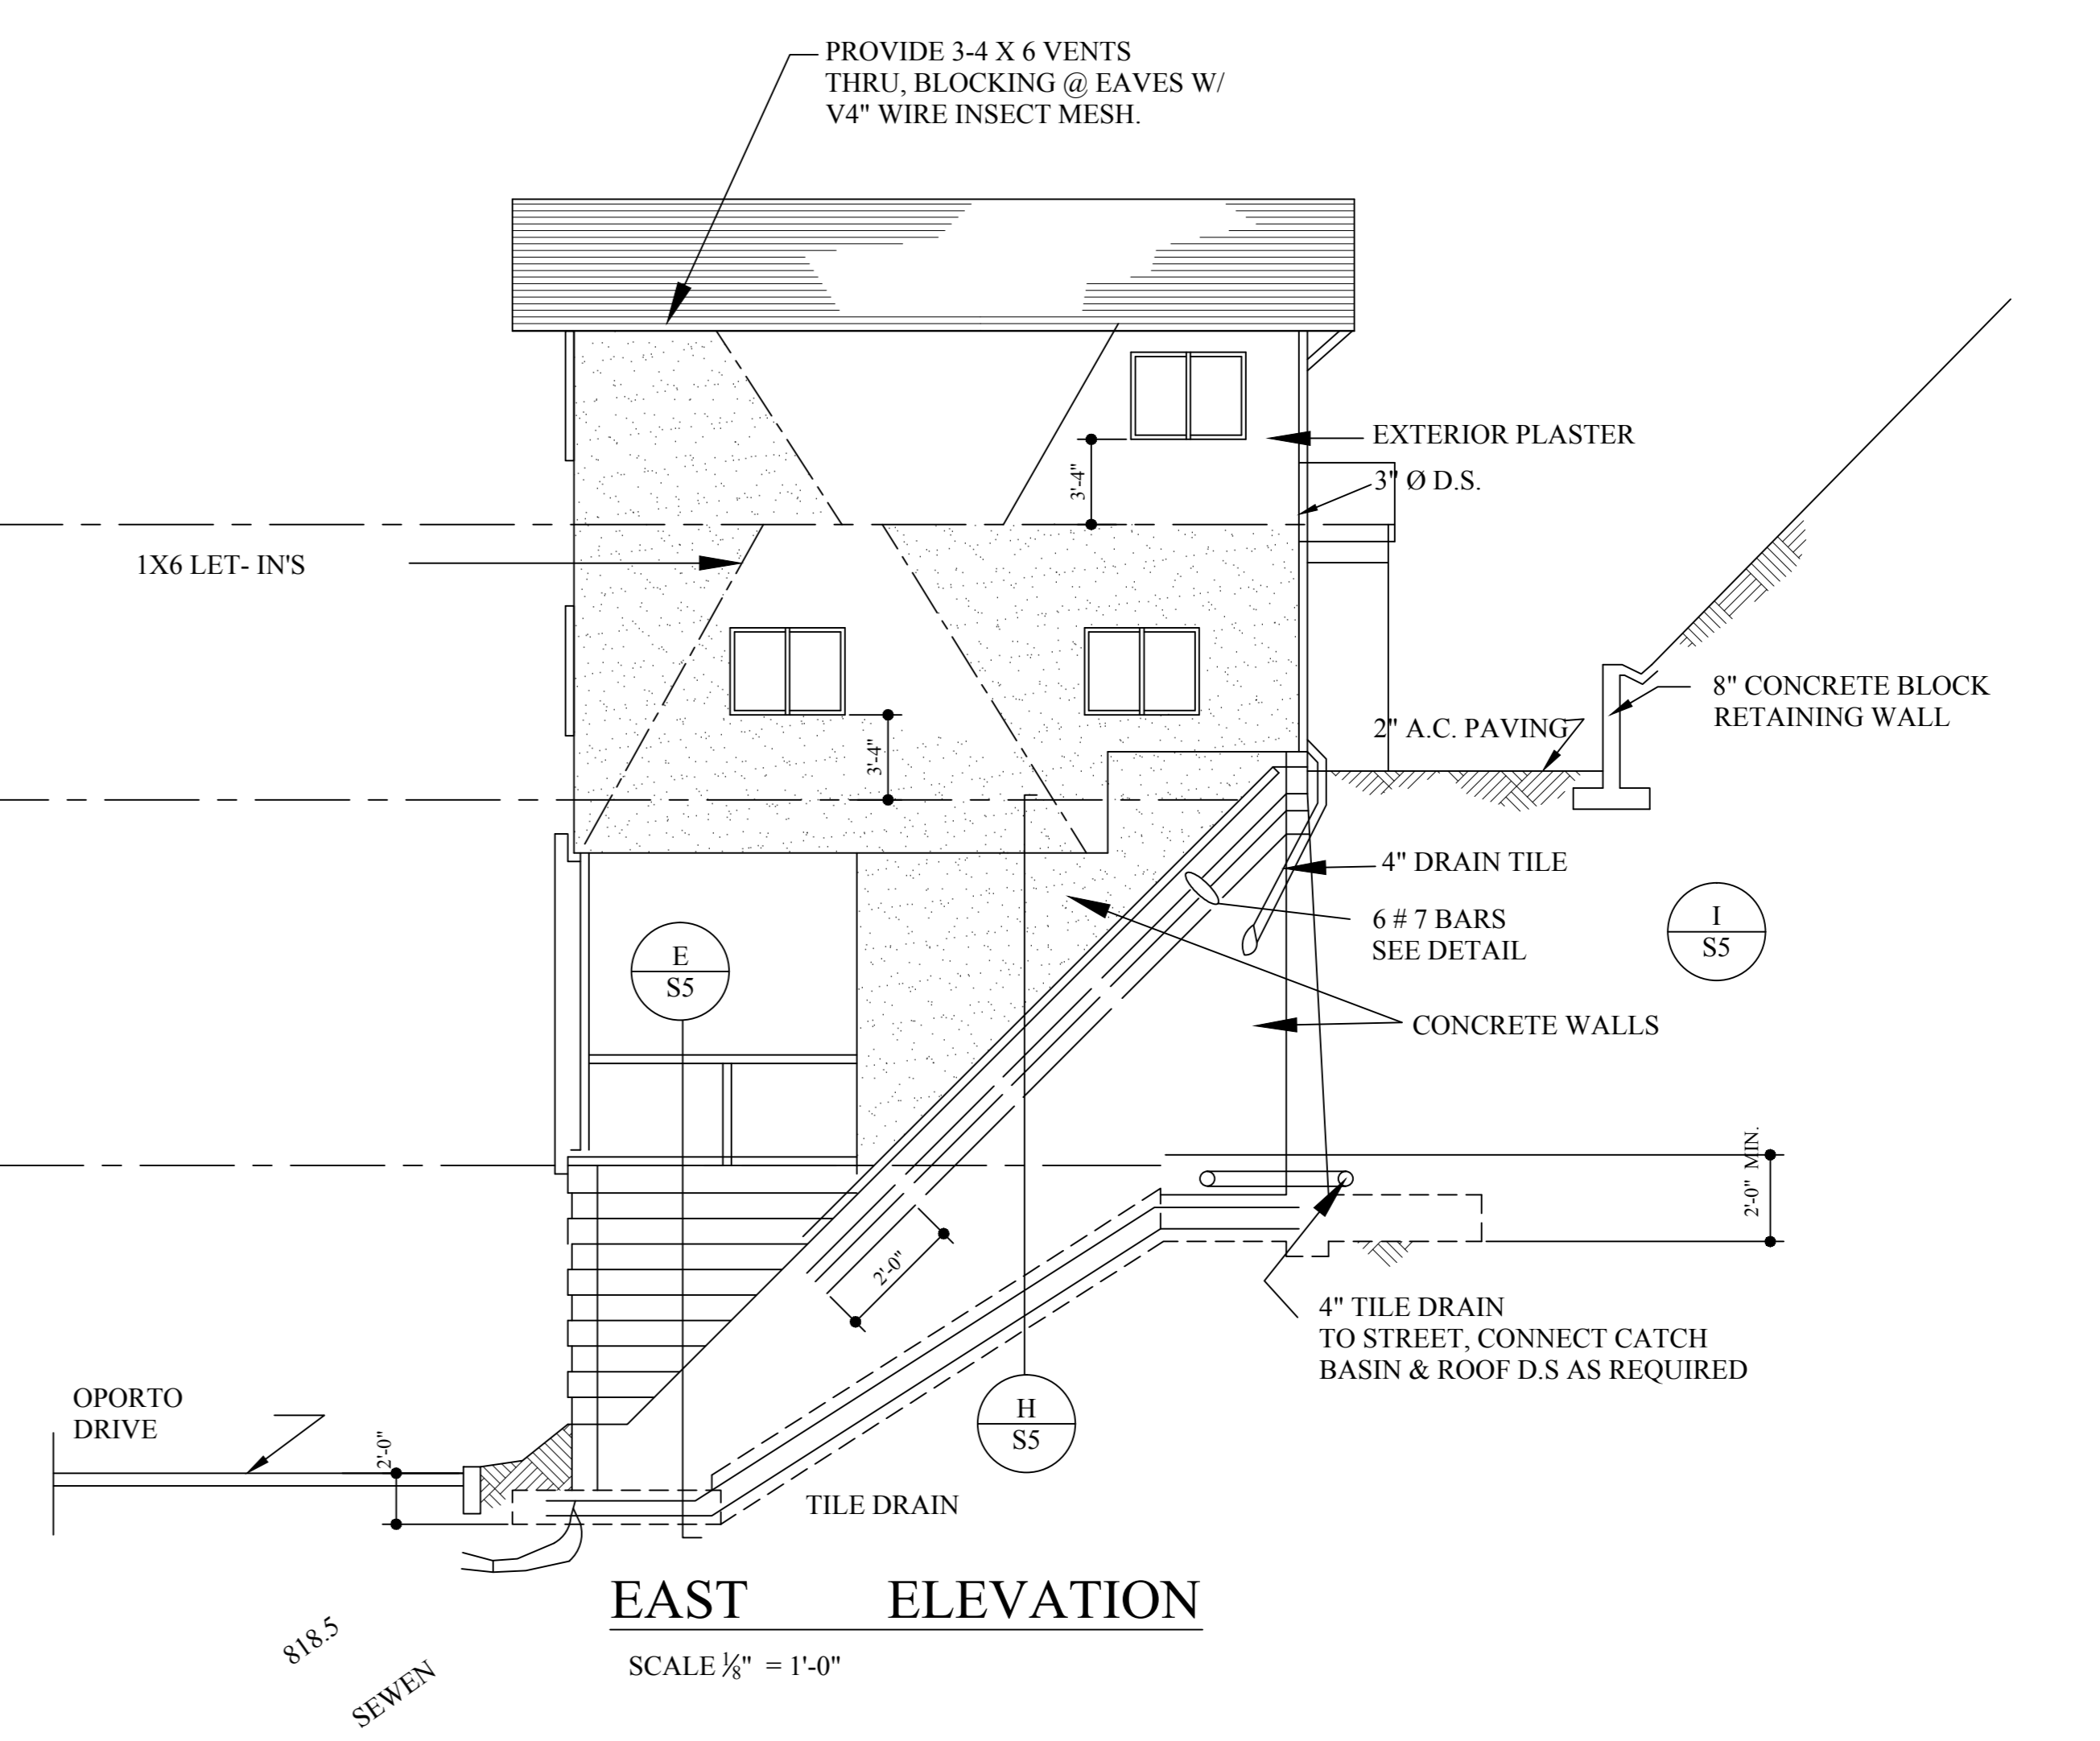 PROVIDE 3-4 X 6 VENTS
THRU, BLOCKING @ EAVES W/
V4" WIRE INSECT MESH.
EXTERIOR PLASTER
3'-4"
3" Ø D.S.
1X6 LET- IN'S
8" CONCRETE BLOCK
RETAINING WALL
2" A.C. PAVING
3'-4"
4" DRAIN TILE
6 # 7 BARS
SEE DETAIL
I
S5
E
S5
CONCRETE WALLS
2'-0" MIN.
2'-0"
4" TILE DRAIN
TO STREET, CONNECT CATCH
BASIN & ROOF D.S AS REQUIRED
OPORTO
DRIVE
H
S5
2'-0"
TILE DRAIN
EAST ELEVATION
SCALE ⅛" = 1'-0"
818.5
SEWEN